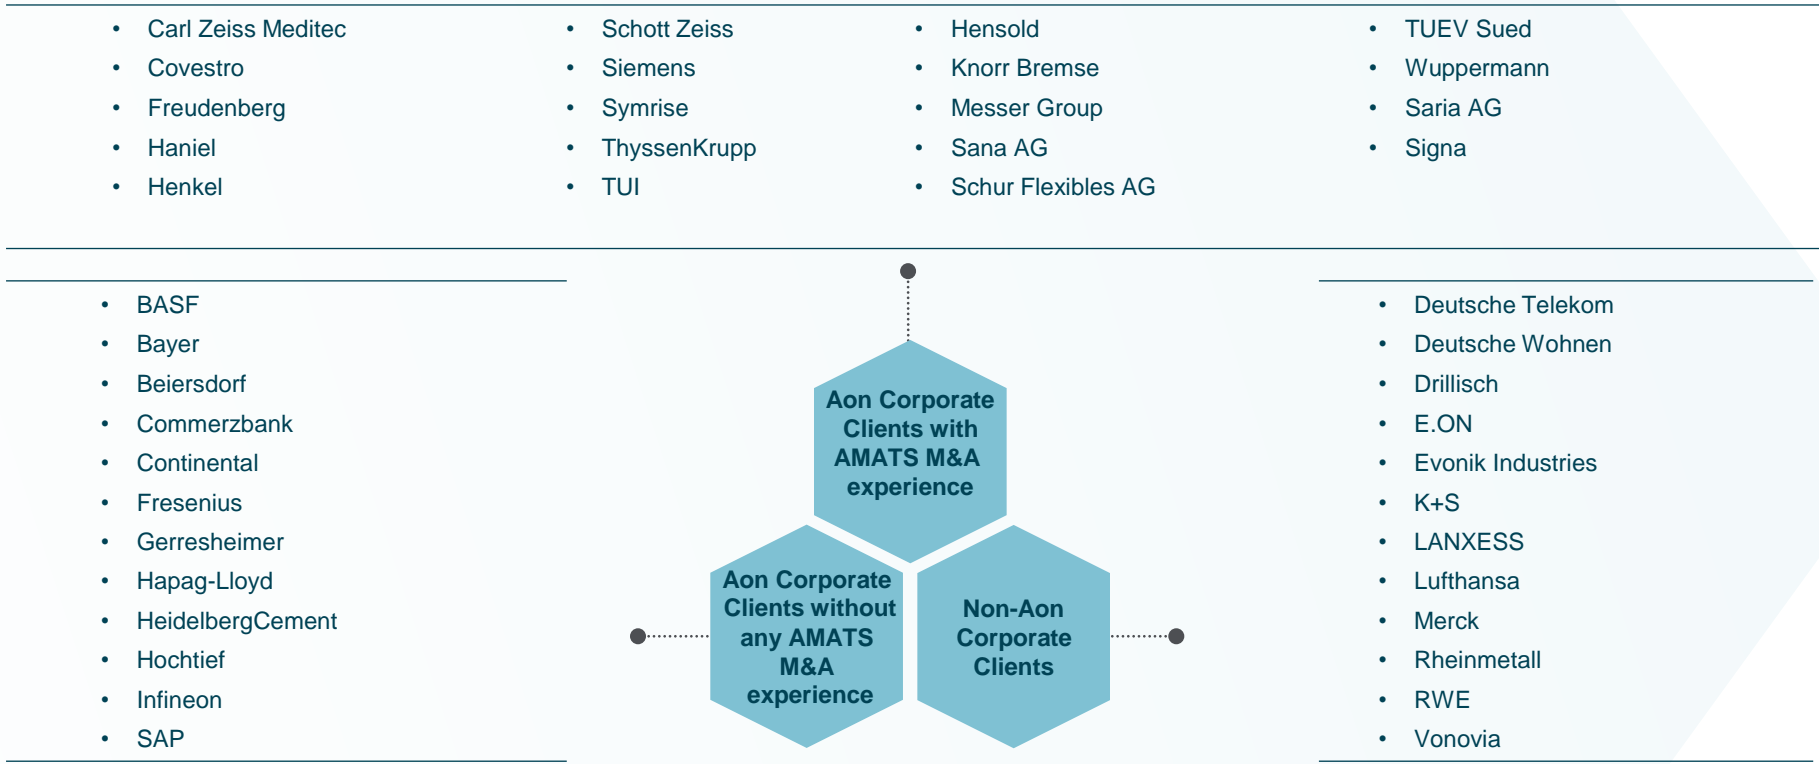 • Carl Zeiss Meditec
• Covestro
• Freudenberg
• Haniel
• Henkel
• Schott Zeiss
• Siemens
• Symrise
• ThyssenKrupp
• TUI
• Hensold
• Knorr Bremse
• Messer Group
• Sana AG
• Schur Flexibles AG
• TUEV Sued
• Wuppermann
• Saria AG
• Signa
• BASF
• Bayer
• Beiersdorf
• Commerzbank
• Continental
• Fresenius
• Gerresheimer
• Hapag-Lloyd
• HeidelbergCement
• Hochtief
• Infineon
• SAP
Aon Corporate
Clients with
AMATS M&A
experience
Aon Corporate
Clients without
any AMATS
M&A
experience
Non-Aon
Corporate
Clients
• Deutsche Telekom
• Deutsche Wohnen
• Drillisch
• E.ON
• Evonik Industries
• K+S
• LANXESS
• Lufthansa
• Merck
• Rheinmetall
• RWE
• Vonovia